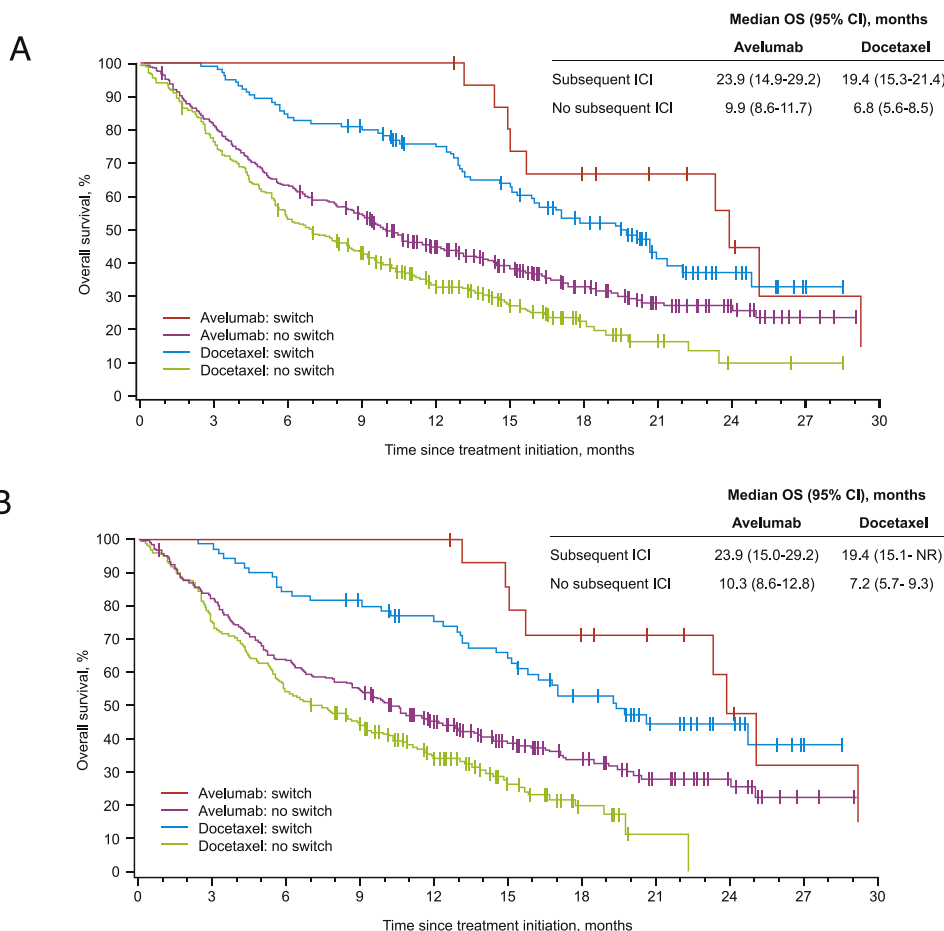 A
Median OS (95% CI), months
Avelumab Docetaxel
Subsequent ICI 23.9 (14.9-29.2) 19.4 (15.3-21.4)
No subsequent ICI 9.9 (8.6-11.7) 6.8 (5.6-8.5)
Overall survival, %
100
90
80
70
60
50
40
30
20
10
0
Avelumab: switch
Avelumab: no switch
Docetaxel: switch
Docetaxel: no switch
0 3 6 9 12 15 18 21 24 27 30
Time since treatment initiation, months
B
Median OS (95% CI), months
Avelumab Docetaxel
Subsequent ICI 23.9 (15.0-29.2) 19.4 (15.1- NR)
No subsequent ICI 10.3 (8.6-12.8) 7.2 (5.7- 9.3)
Overall survival, %
100
90
80
70
60
50
40
30
20
10
0
Avelumab: switch
Avelumab: no switch
Docetaxel: switch
Docetaxel: no switch
0 3 6 9 12 15 18 21 24 27 30
Time since treatment initiation, months